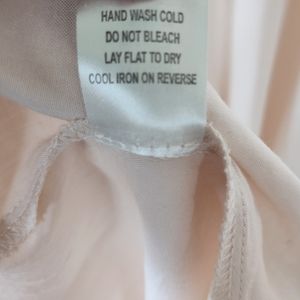 HAND WASH COLD
DO NOT BLEACH
LAY FLAT TO DRY
COOL IRON ON REVERSE